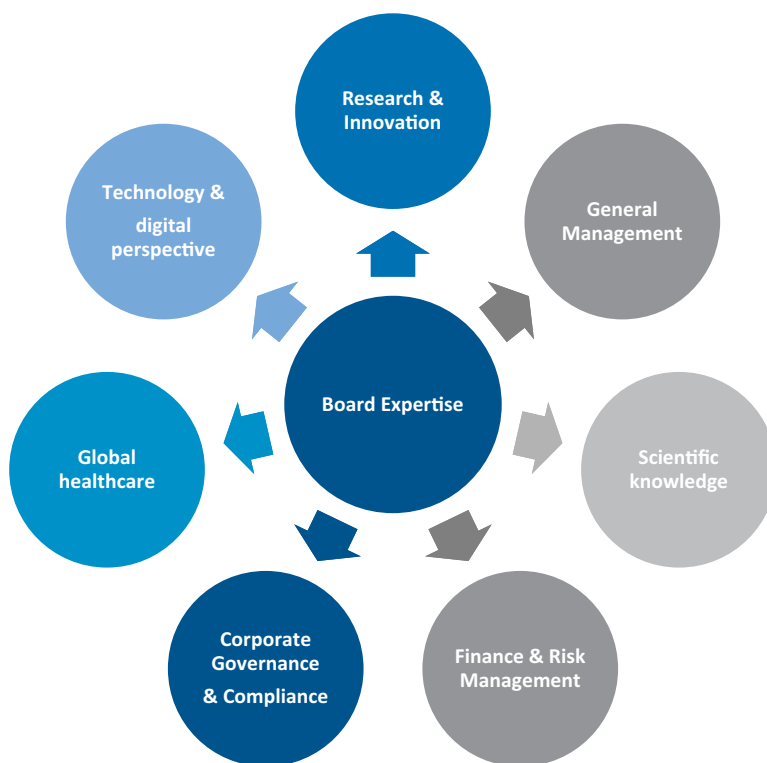 Research &
Innovation
Technology &
digital
perspective
General
Management
Board Expertise
Global
healthcare
Scientific
knowledge
Corporate
Governance
& Compliance
Finance & Risk
Management